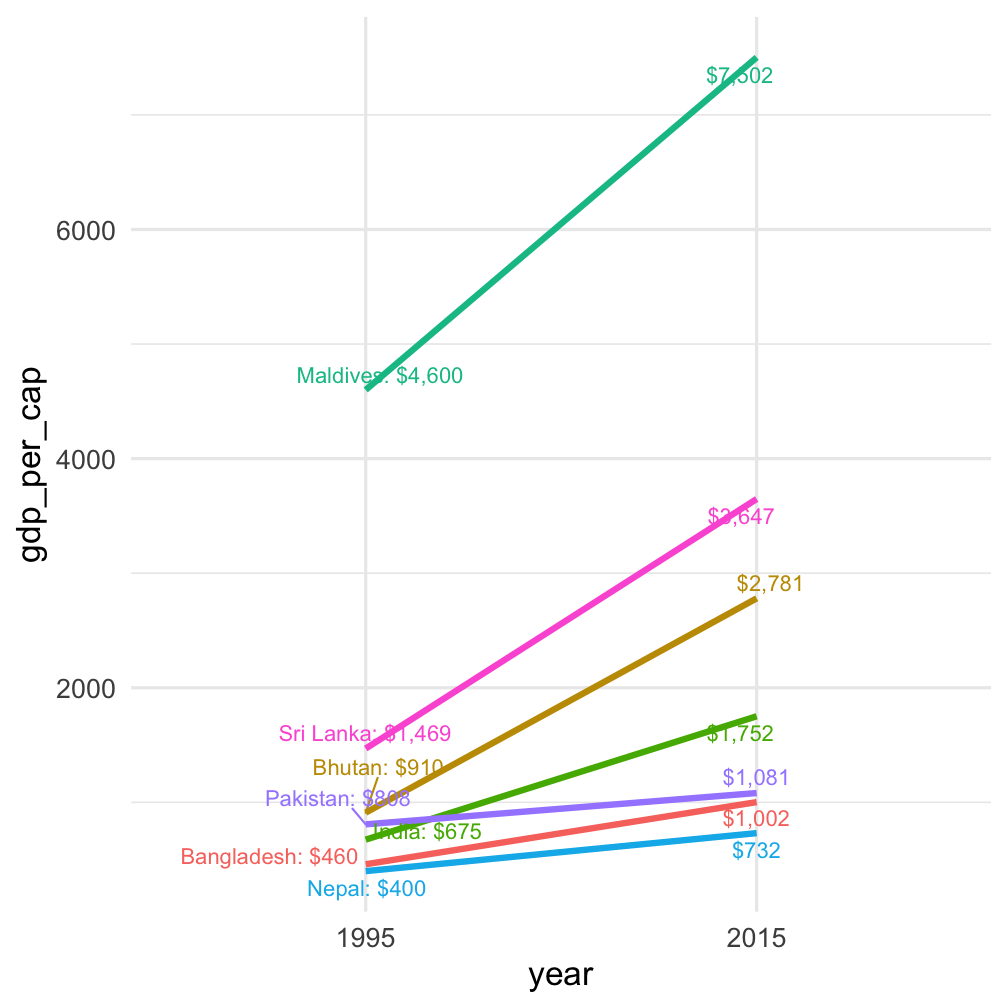 $7,502
6000
Maldives: $4,600
gdp_per_cap
4000
$3,647
$2,781
2000
Sri Lanka: $1,469
$1,752
Bhutan: $910
$1,081
Pakistan: $808
$1,002
India: $675
Bangladesh: $460
$732
Nepal: $400
1995
2015
year